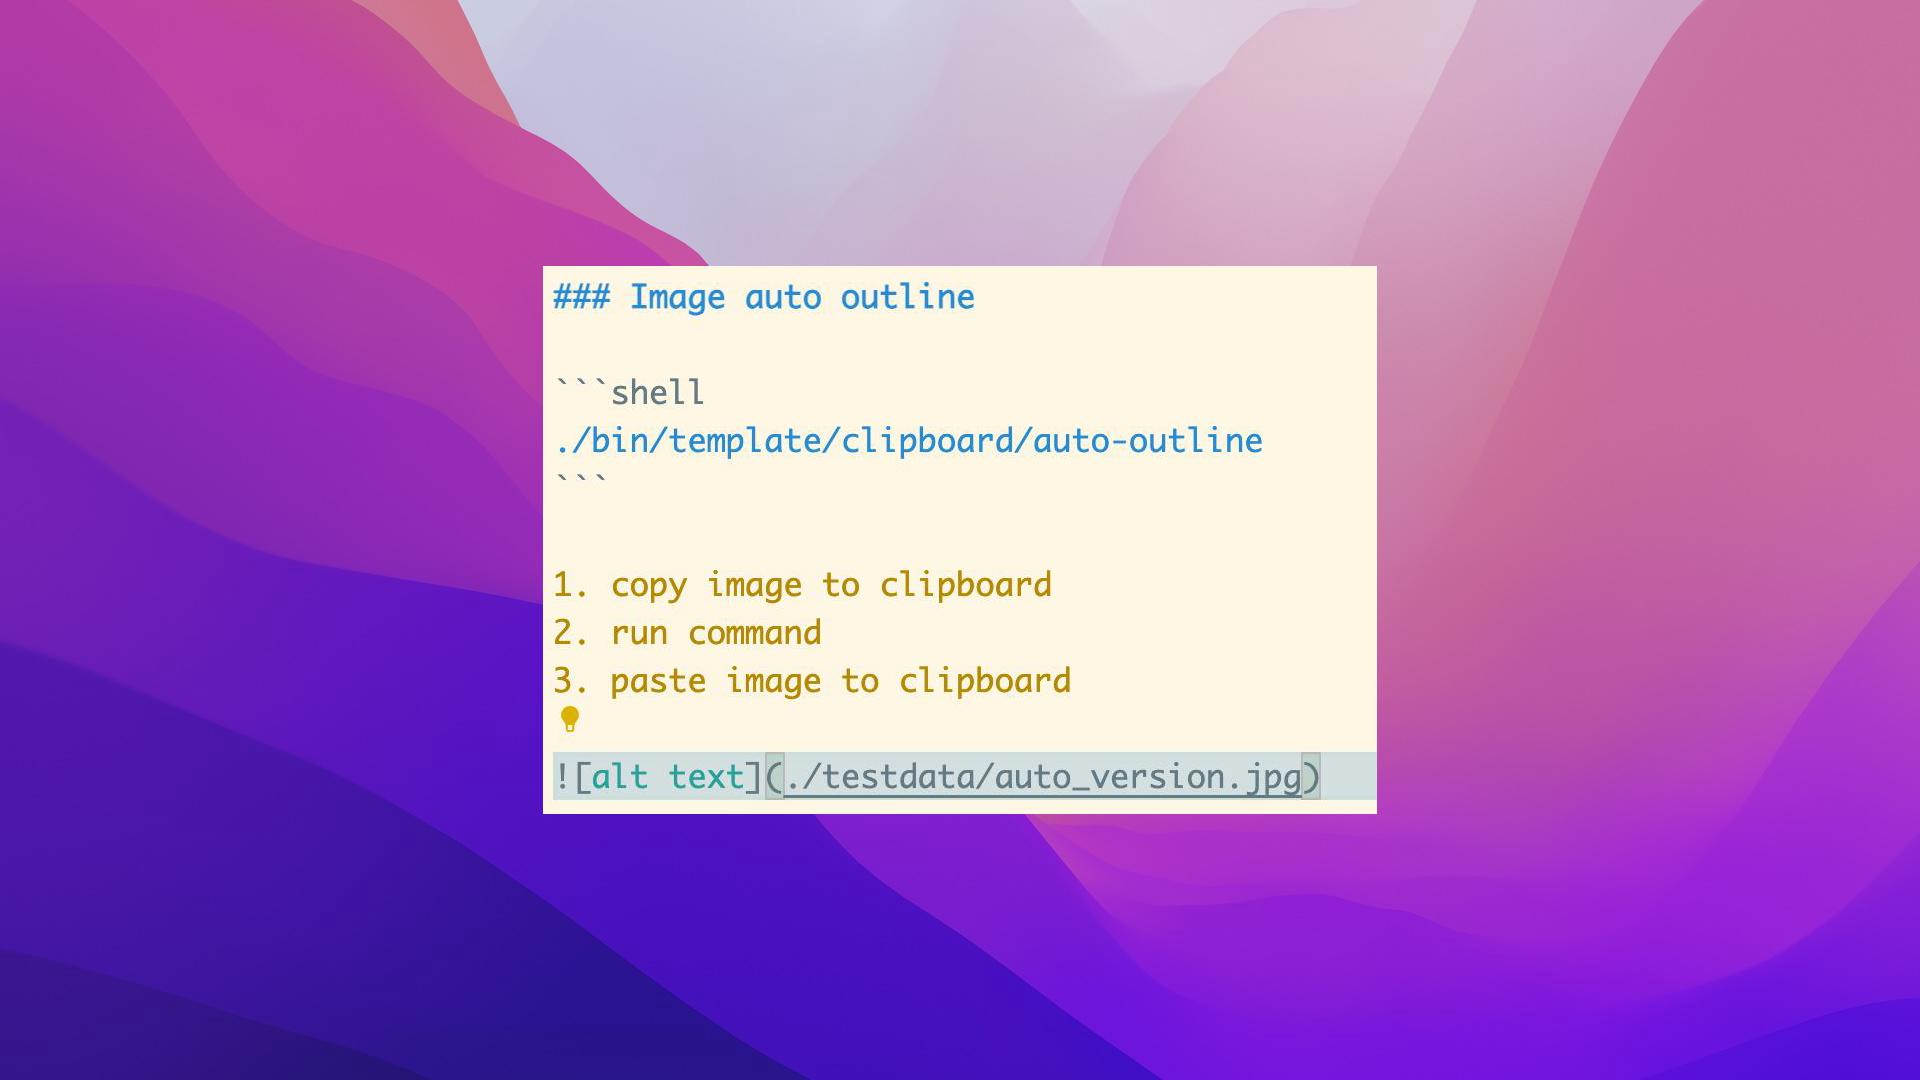 ### Image auto outline
```shell
./bin/template/clipboard/auto-outline
```
1. copy image to clipboard
2. run command
3. paste image to clipboard
![alt text](./testdata/auto_version.jpg)